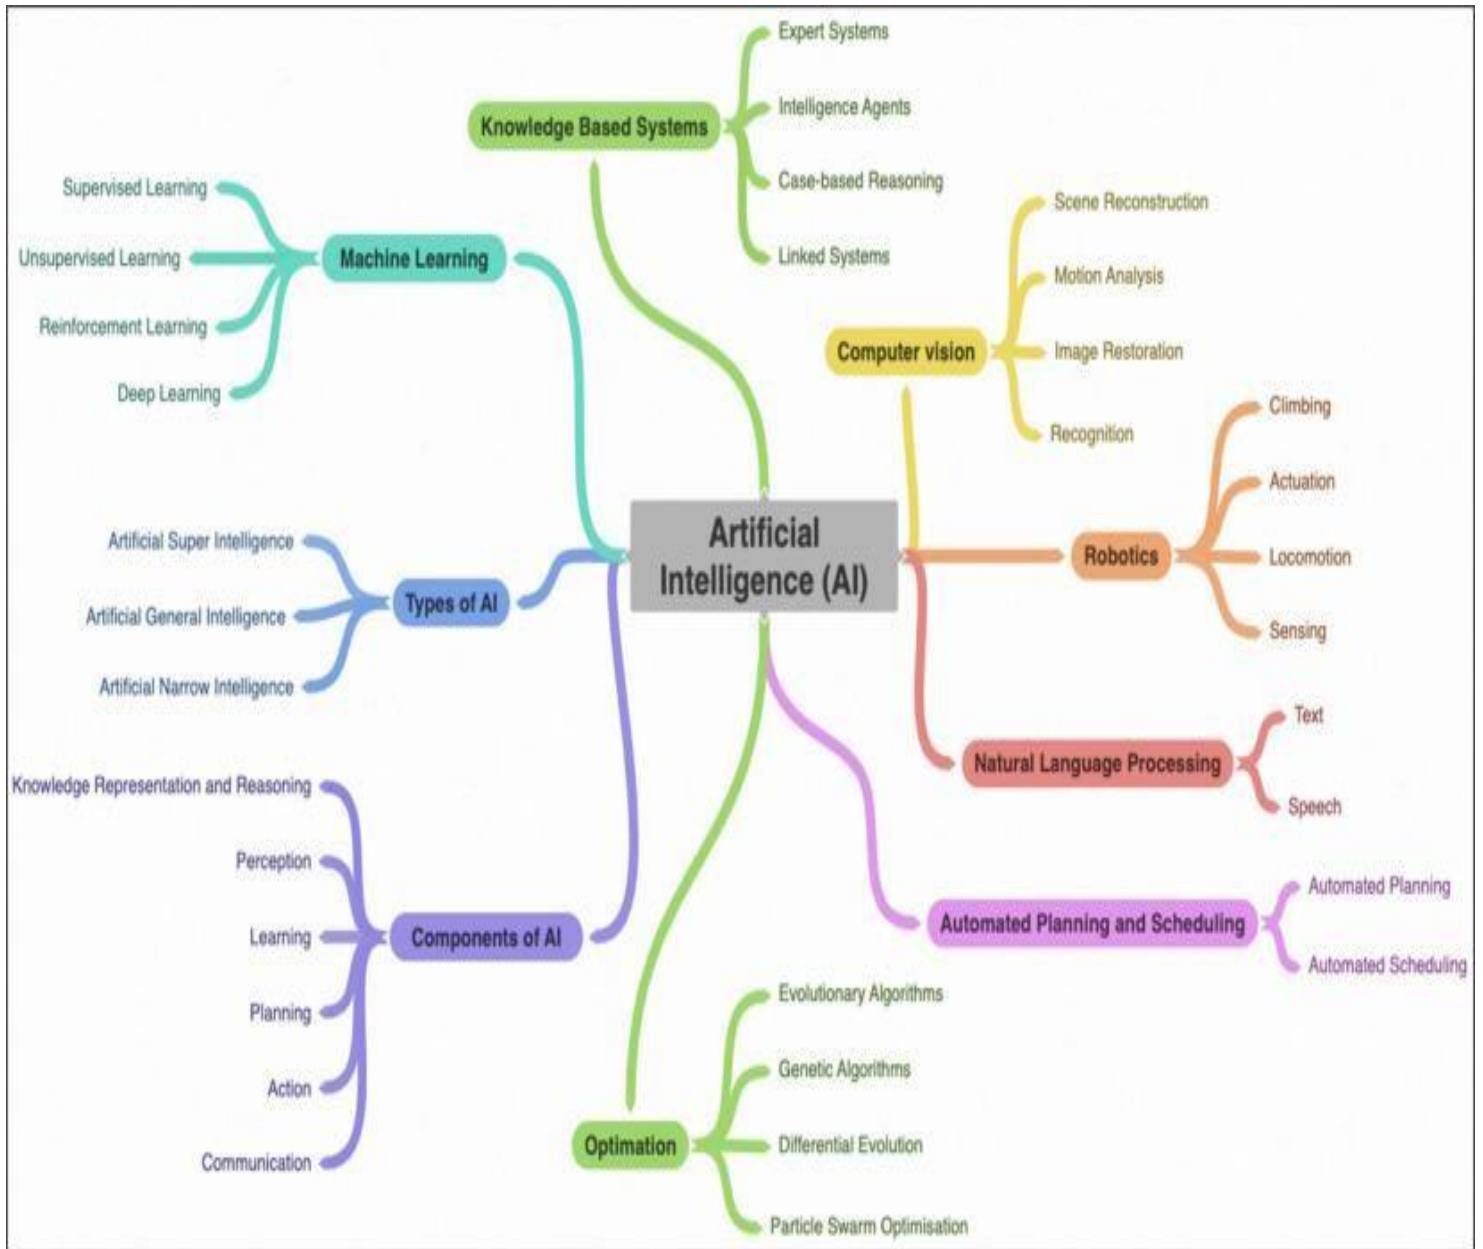 Artificial
Intelligence (AI)
Knowledge Based Systems
Expert Systems
Intelligence Agents
Case-based Reasoning
Linked Systems
Computer vision
Scene Reconstruction
Motion Analysis
Image Restoration
Recognition
Robotics
Climbing
Actuation
Locomotion
Sensing
Natural Language Processing
Text
Speech
Automated Planning and Scheduling
Automated Planning
Automated Scheduling
Optimation
Evolutionary Algorithms
Genetic Algorithms
Differential Evolution
Particle Swarm Optimisation
Components of AI
Knowledge Representation and Reasoning
Perception
Learning
Planning
Action
Communication
Types of AI
Artificial Super Intelligence
Artificial General Intelligence
Artificial Narrow Intelligence
Machine Learning
Supervised Learning
Unsupervised Learning
Reinforcement Learning
Deep Learning